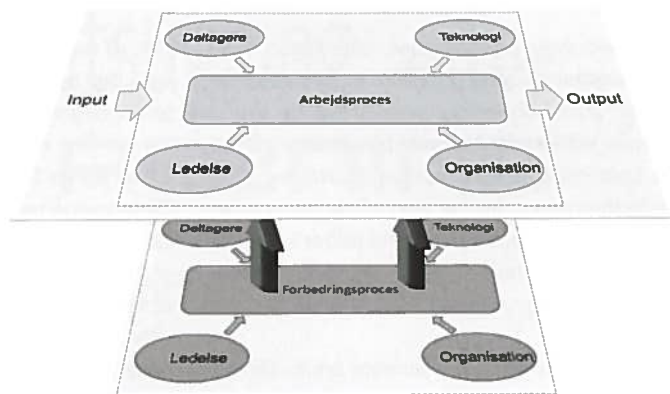 Deltagere
Teknologi
Input
Arbejdsproces
Output
Ledelse
Organisation
Deltagere
Teknologi
Forbedringsproces
Ledelse
Organisation